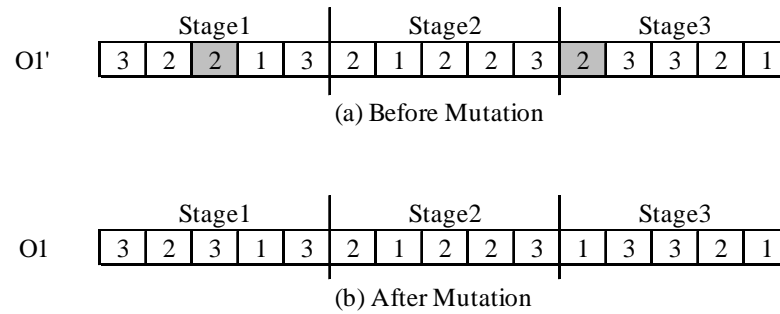 Stage1 Stage2 Stage3
O1' 3 2 2 1 3 2 1 2 2 3 2 3 3 2 1
(a) Before Mutation
Stage1 Stage2 Stage3
O1 3 2 3 1 3 2 1 2 2 3 1 3 3 2 1
(b) After Mutation